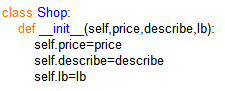 class Shop:
    def __init__(self,price,describe,lb):
        self.price=price
        self.describe=describe
        self.lb=lb